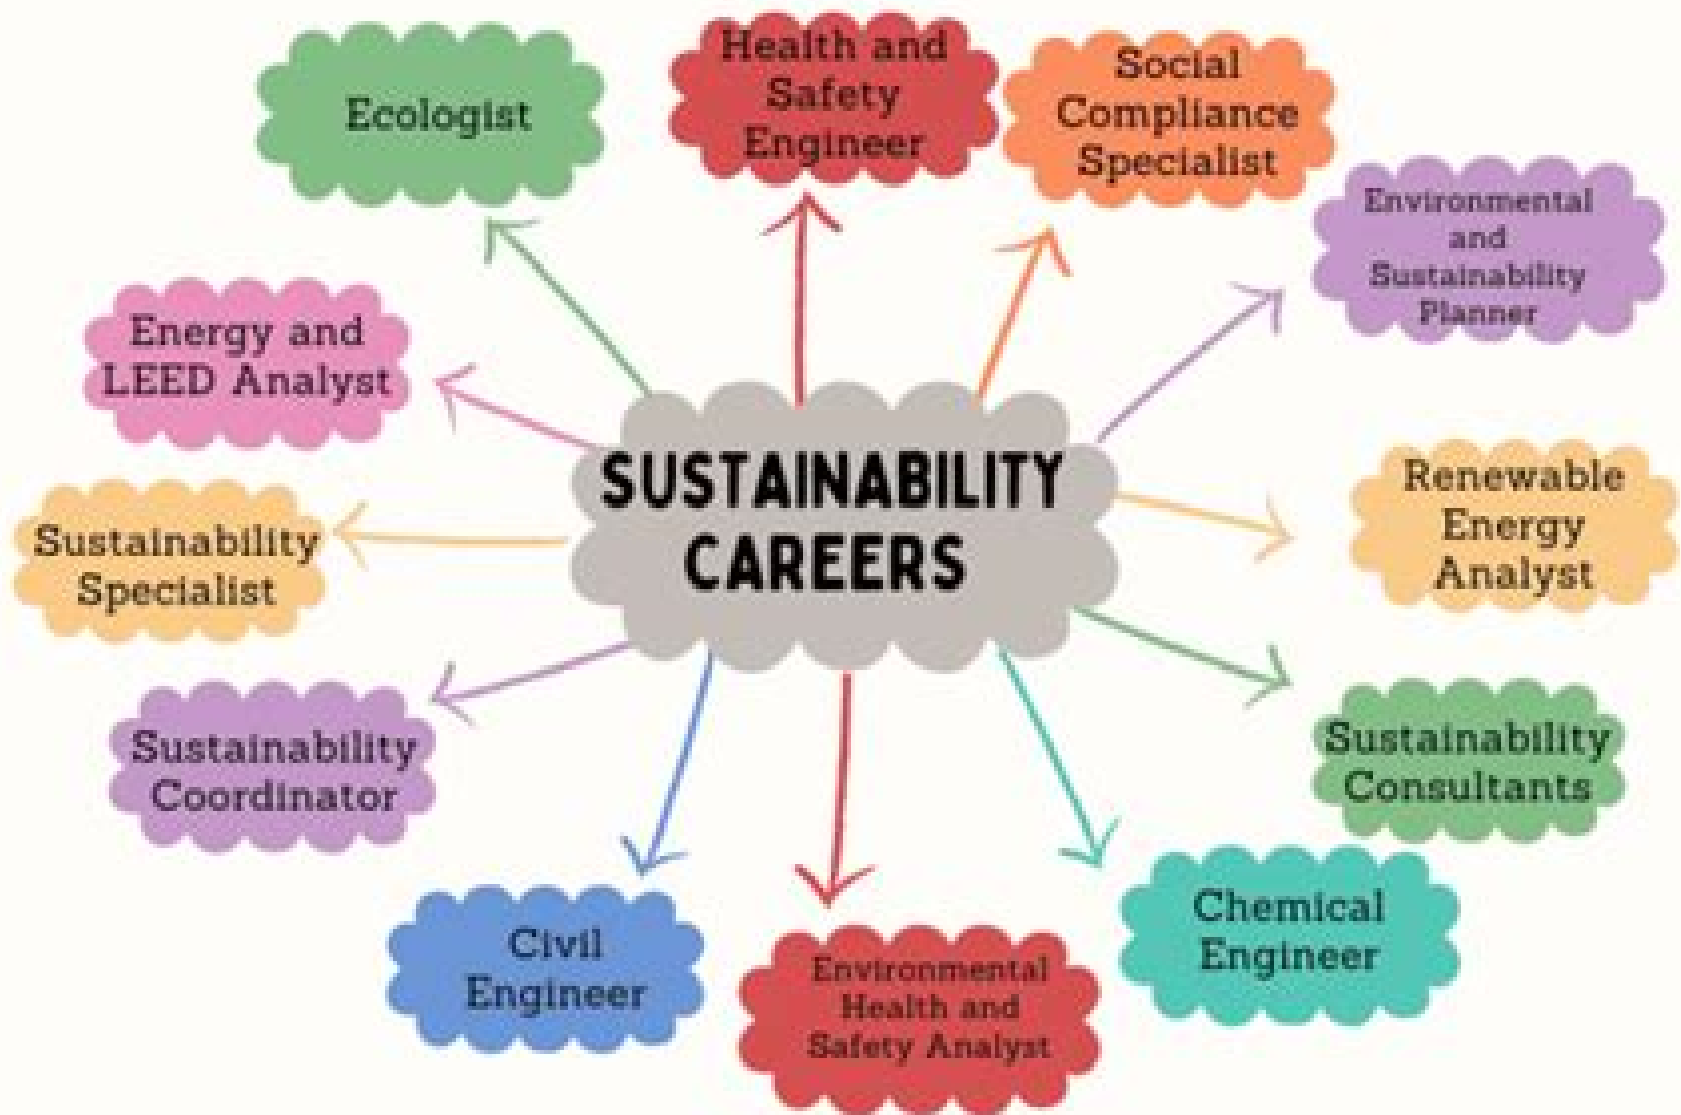 Ecologist
Health and
Safety
Engineer
Social
Compliance
Specialist
Environmental
and
Sustainability
Planner
Energy and
LEED Analyst
SUSTAINABILITY
CAREERS
Renewable
Energy
Analyst
Sustainability
Specialist
Sustainability
Coordinator
Sustainability
Consultants
Civil
Engineer
Environmental
Health and
Safety Analyst
Chemical
Engineer